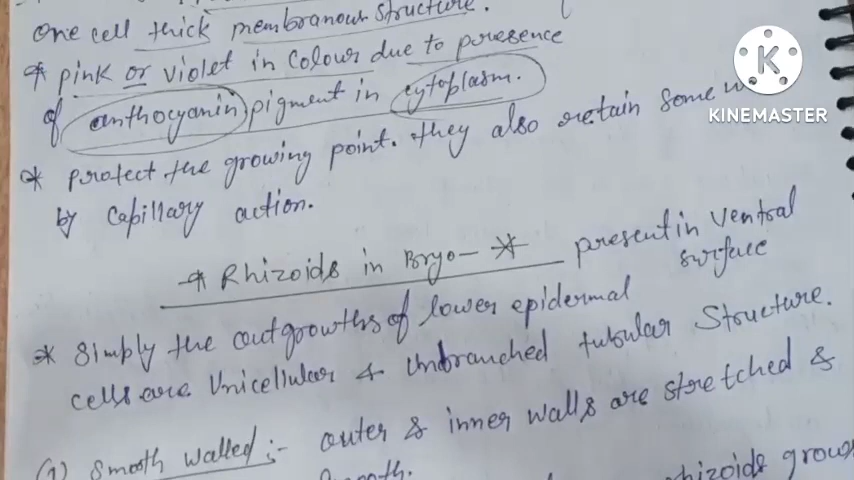 One cell thick membranous structure.
* pink or violet in colour due to presence
of anthocyanin pigment in cytoplasm.
* protect the growing point. they also retain some
by capillary action.
* Rhizoids in Bryo- * present in ventral
surface
* Simply the outgrowths of lower epidermal
cells are unicellular & unbranched tubular structure.
(1) smooth walled :- outer & inner walls are stretched &
smooth.
rhizoids grow
K
KINEMASTER